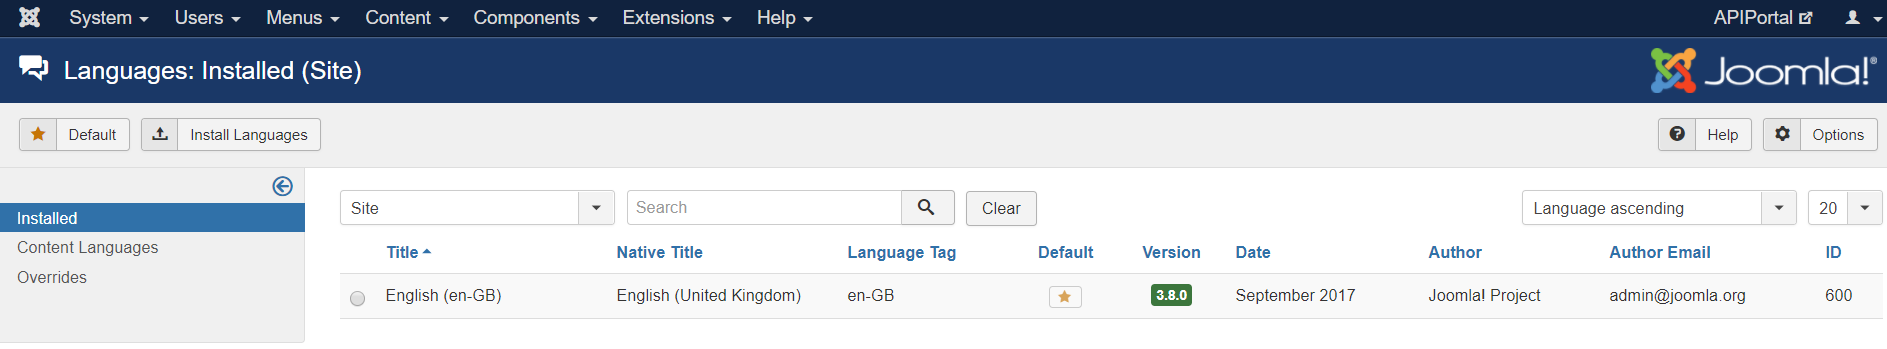 System Users Menus Content Components Extensions Help APIPortal
Languages: Installed (Site) Joomla!®
Default Install Languages Help Options
Installed
Content Languages
Overrides
Site Search Clear Language ascending 20
Title Native Title Language Tag Default Version Date Author Author Email ID
English (en-GB) English (United Kingdom) en-GB 3.8.0 September 2017 Joomla! Project admin@joomla.org 600